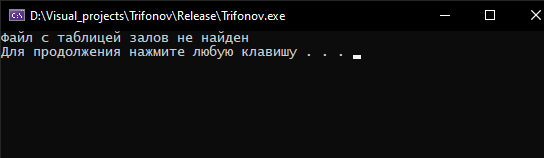 D:\Visual_projects\Trifonov\Release\Trifonov.exe
Файл с таблицей залов не найден
Для продолжения нажмите любую клавишу . . .